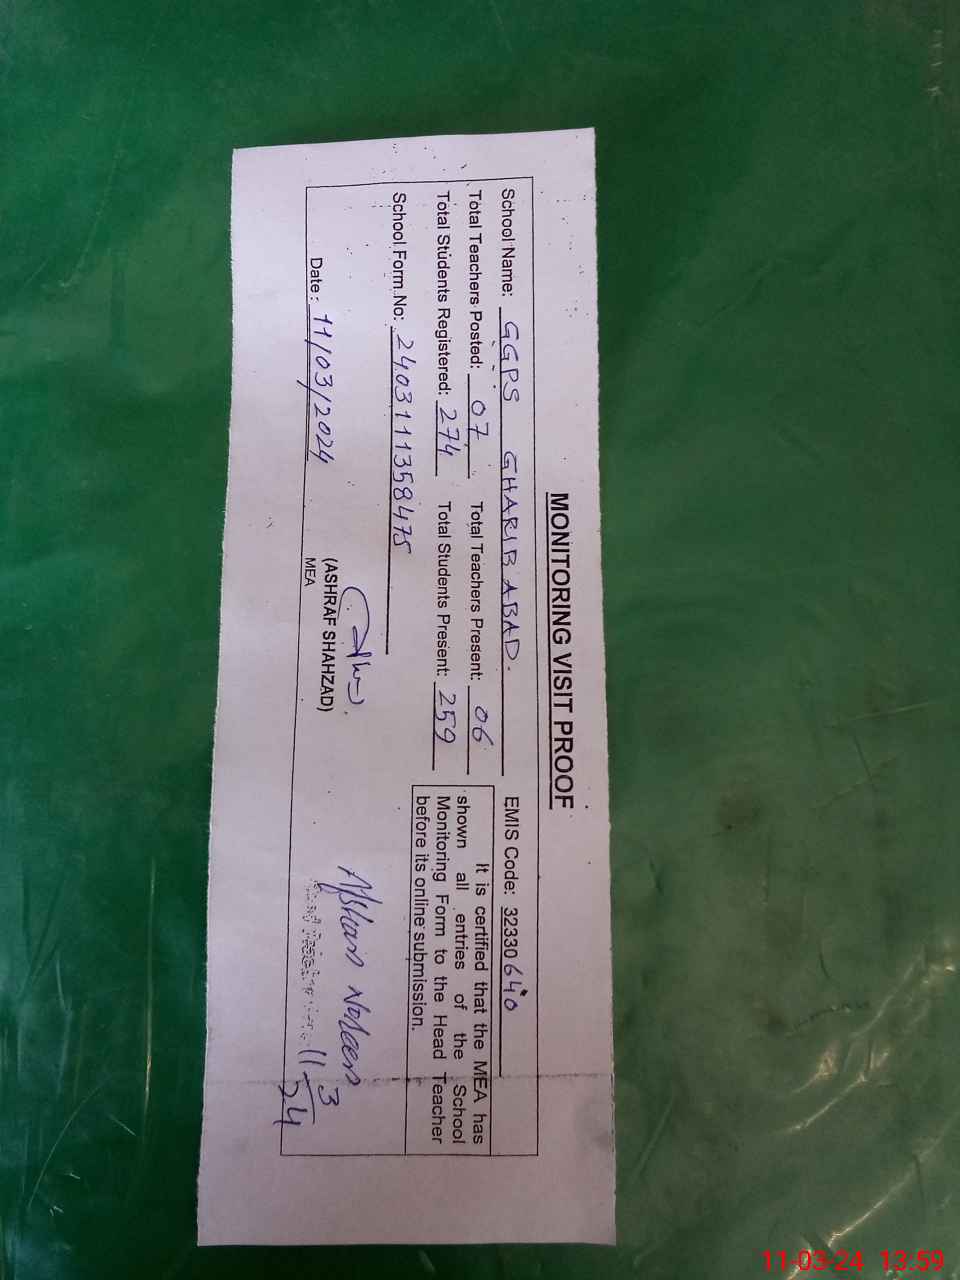 MONITORING VISIT PROOF
School Name: GGPS GHARIB ABAD. EMIS Code: 32330640
Total Teachers Posted: 07 Total Teachers Present: 06
Total Students Registered: 274 Total Students Present: 259
School Form No: 2403111358475
It is certified that the MEA has
shown all entries of the School
Monitoring Form to the Head Teacher
before its online submission.
Date: 11/03/2024
(ASHRAF SHAHZAD)
MEA
Afshan Noreen
11-3
24
11-03-24 13:59